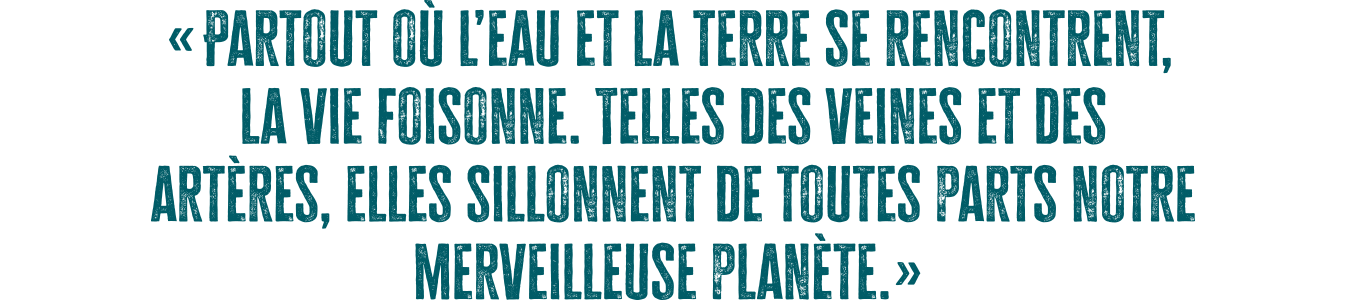 « Partout où l’eau et la terre se rencontrent,
la vie foisonne. Telles des veines et des
artères, elles sillonnent de toutes parts notre
merveilleuse planète. »